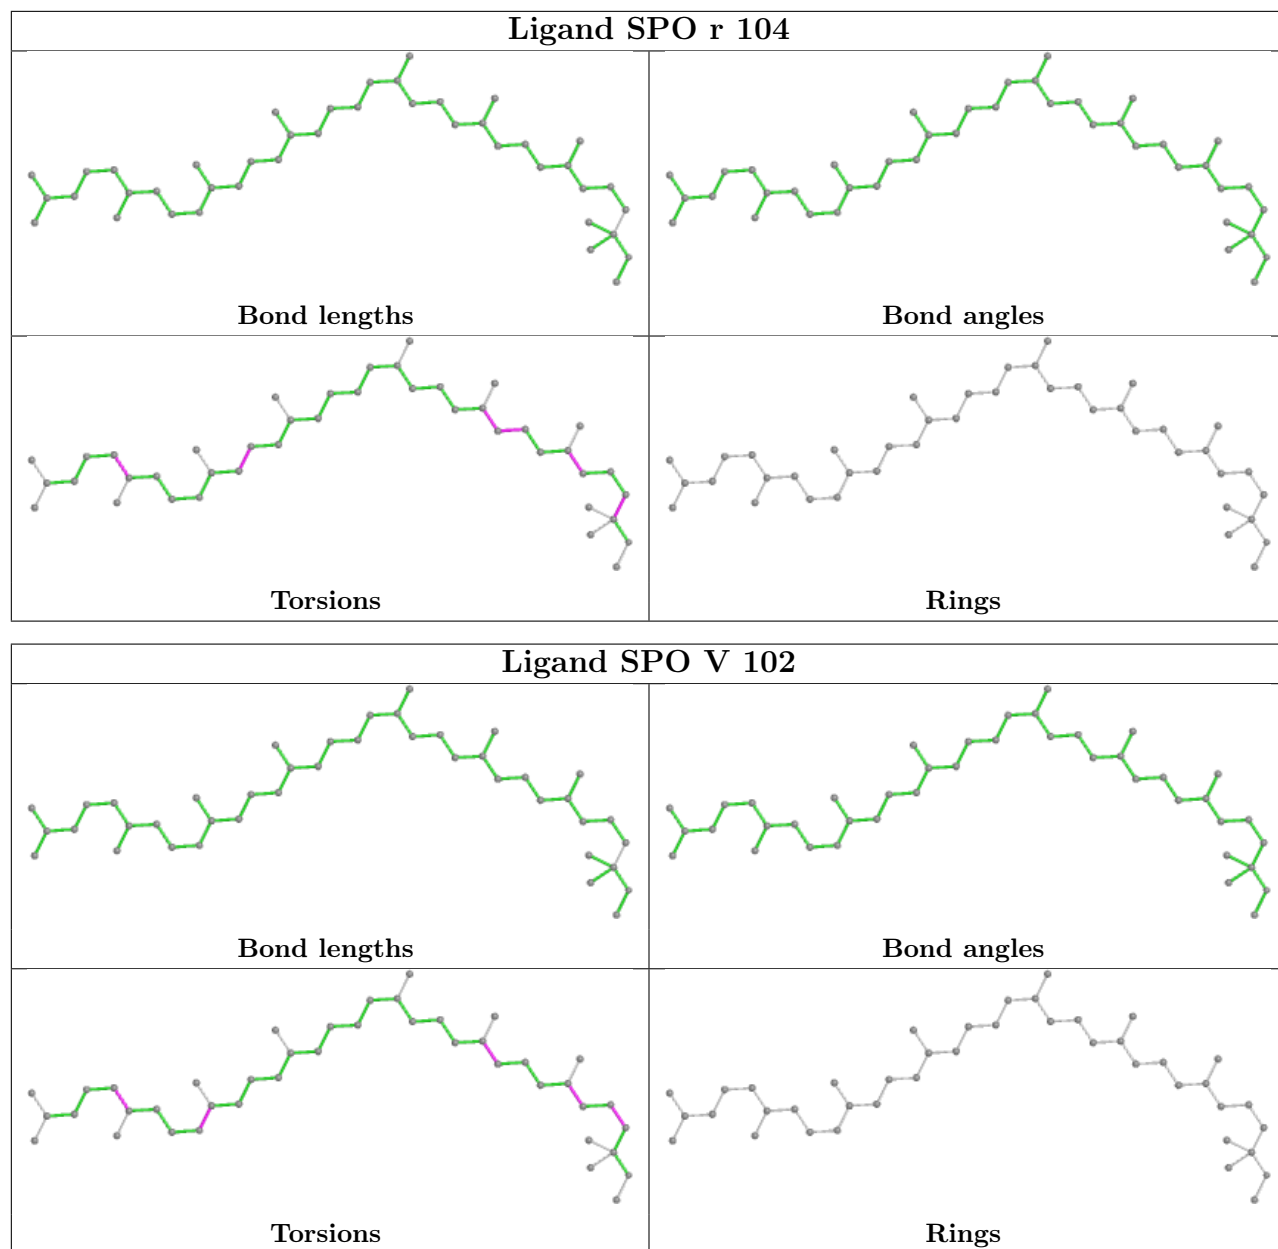 Ligand SPO r 104
Bond lengths
Bond angles
Torsions
Rings
Ligand SPO V 102
Bond lengths
Bond angles
Torsions
Rings